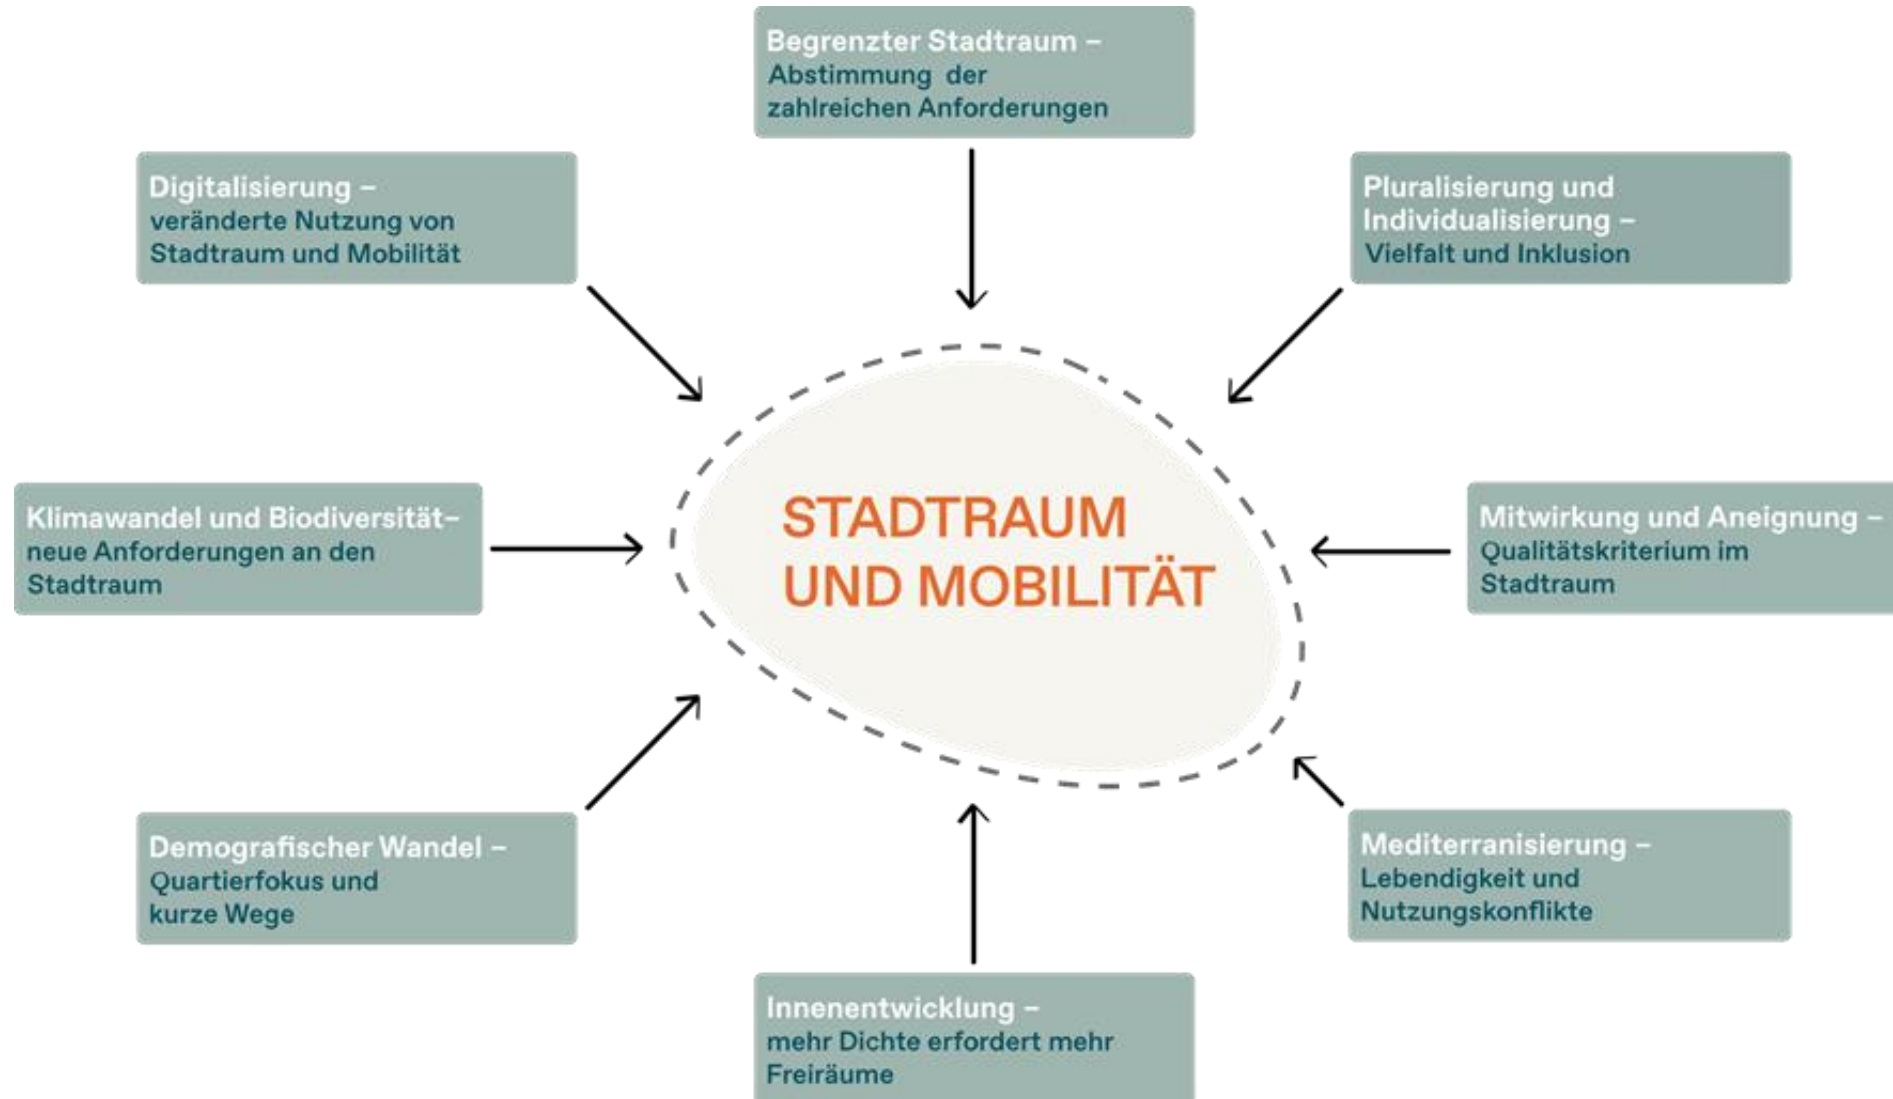 Begrenzter Stadtraum –
Abstimmung der
zahlreichen Anforderungen
Digitalisierung –
veränderte Nutzung von
Stadtraum und Mobilität
Pluralisierung und
Individualisierung –
Vielfalt und Inklusion
STADTRAUM
UND MOBILITÄT
Klimawandel und Biodiversität–
neue Anforderungen an den
Stadtraum
Mitwirkung und Aneignung –
Qualitätskriterium im
Stadtraum
Demografischer Wandel –
Quartierfokus und
kurze Wege
Mediterranisierung –
Lebendigkeit und
Nutzungskonflikte
Innenentwicklung –
mehr Dichte erfordert mehr
Freiräume